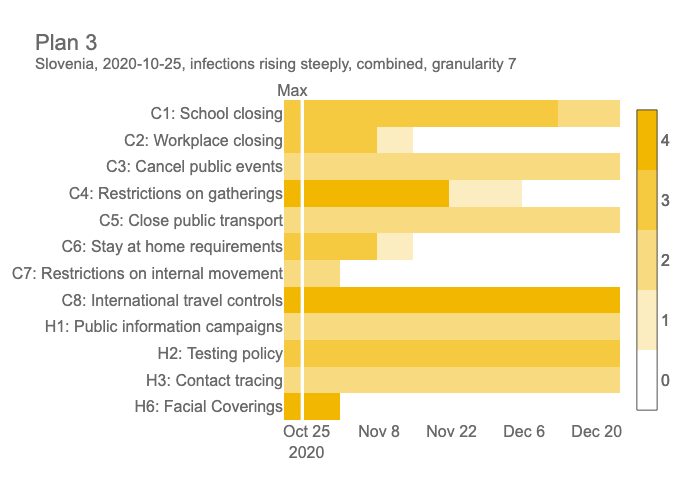 Plan 3
Slovenia, 2020-10-25, infections rising steeply, combined, granularity 7
Max
C1: School closing
C2: Workplace closing
C3: Cancel public events
C4: Restrictions on gatherings
C5: Close public transport
C6: Stay at home requirements
C7: Restrictions on internal movement
C8: International travel controls
H1: Public information campaigns
H2: Testing policy
H3: Contact tracing
H6: Facial Coverings
Oct 25 Nov 8 Nov 22 Dec 6 Dec 20
2020
4
3
2
1
0